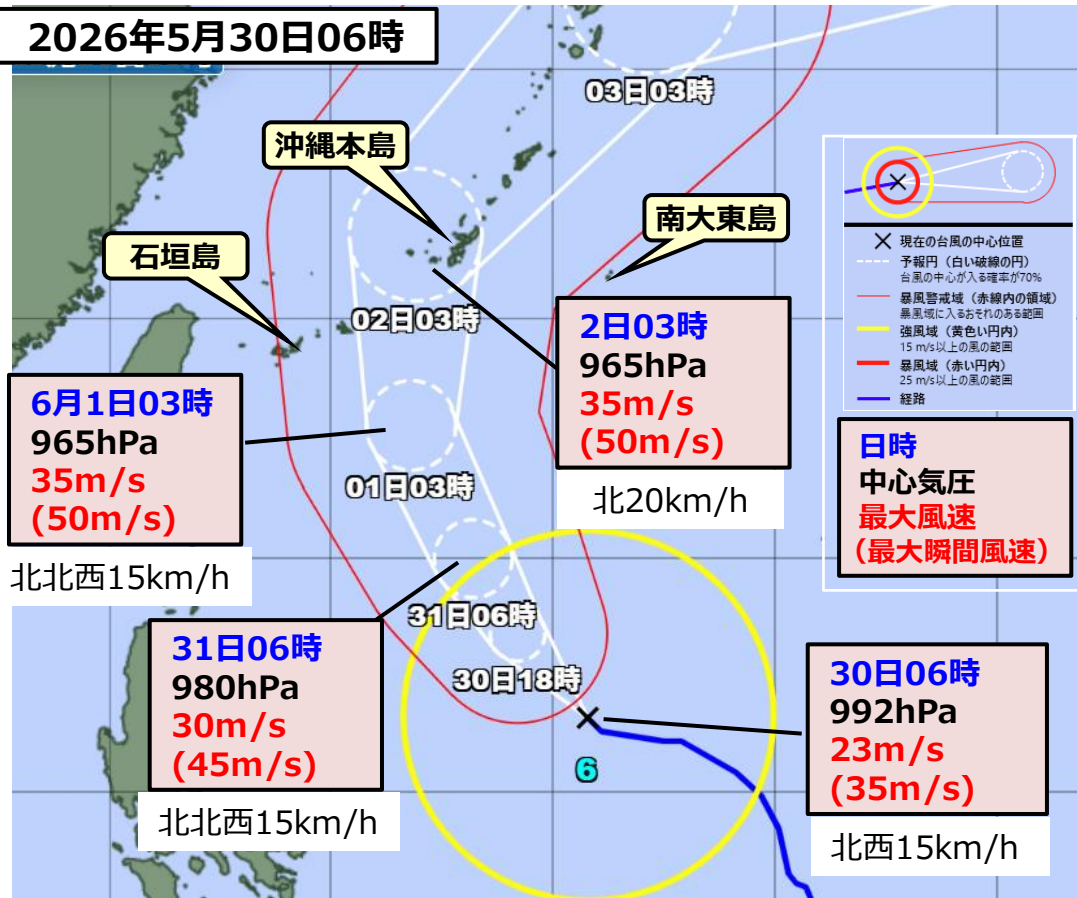 2026年5月30日06時
03日03時
沖縄本島
南大東島
石垣島
02日03時
01日03時
31日06時
30日18時
6
現在の台風の中心位置
予報円（白い破線の円）
台風の中心が入る確率が70%
暴風警戒域（赤線内の領域）
暴風域に入るおそれのある範囲
強風域（黄色い円内）
15 m/s以上の風の範囲
暴風域（赤い円内）
25 m/s以上の風の範囲
経路
2日03時
965hPa
35m/s
(50m/s)
北20km/h
6月1日03時
965hPa
35m/s
(50m/s)
北北西15km/h
日時
中心気圧
最大風速
（最大瞬間風速）
31日06時
980hPa
30m/s
(45m/s)
北北西15km/h
30日06時
992hPa
23m/s
(35m/s)
北西15km/h